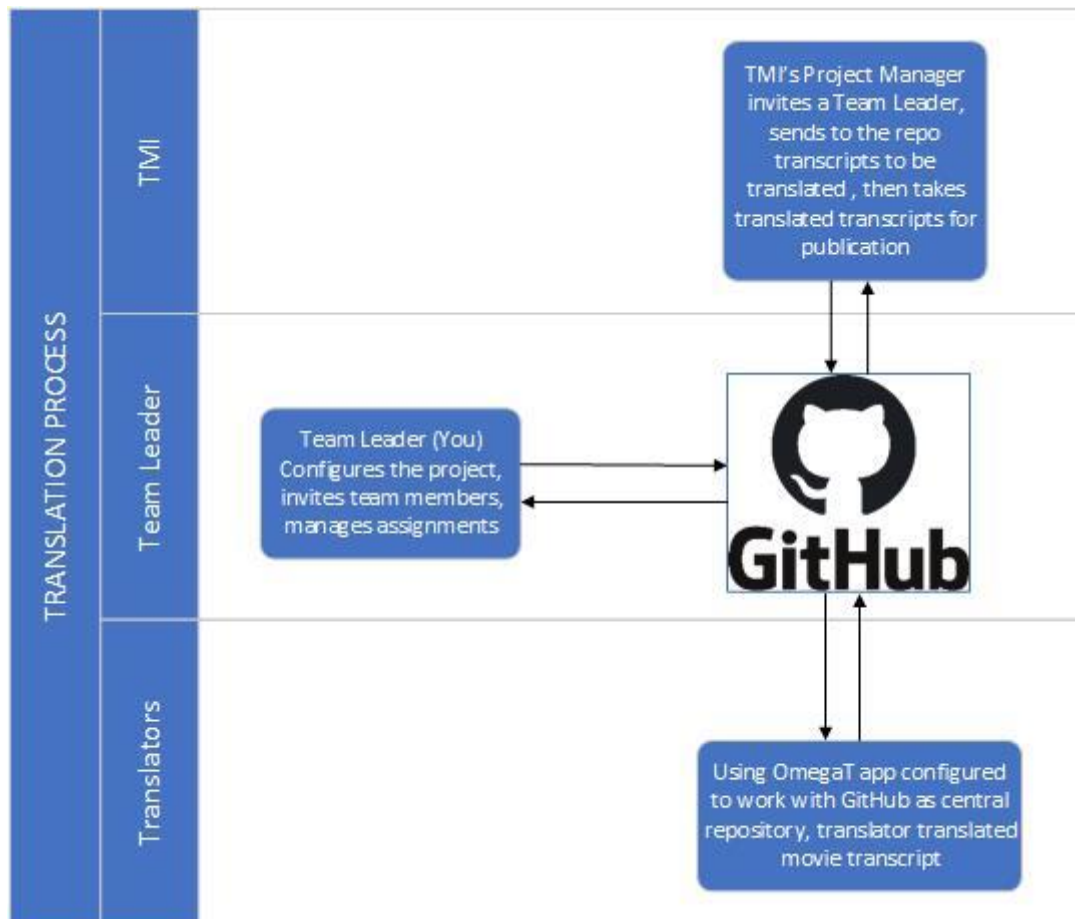 TRANSLATION PROCESS
TMI
TMI's Project Manager
invites a Team Leader,
sends to the repo
transcripts to be
translated , then takes
translated transcripts for
publication
Team Leader
Team Leader (You)
Configures the project,
invites team members,
manages assignments
GitHub
Translators
Using OmegaT app configured
to work with GitHub as central
repository, translator translated
movie transcript